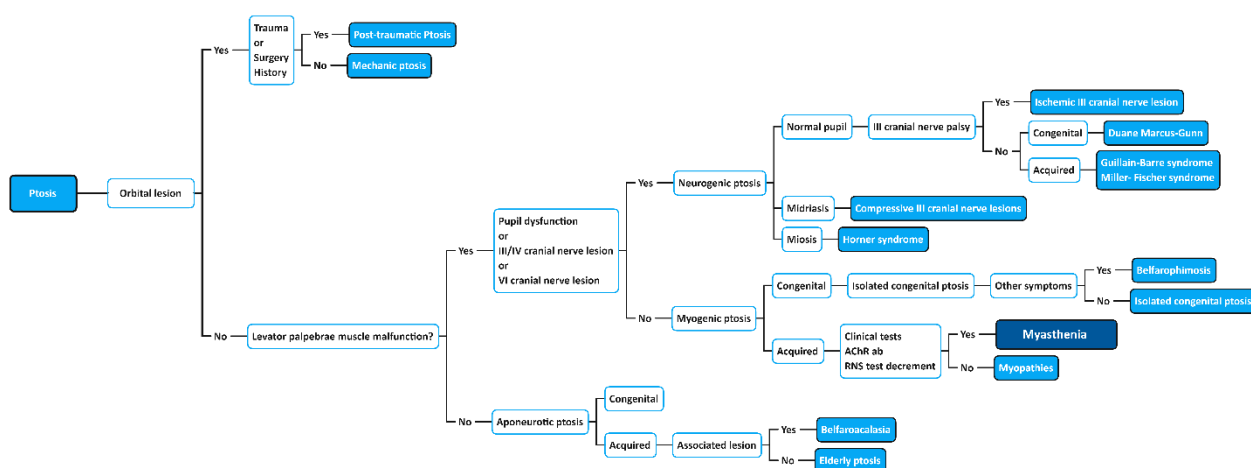 Ptosis
Orbital lesion
Yes
Trauma
or
Surgery
History
Yes
Post-traumatic Ptosis
No
Mechanic ptosis
No
Levator palpebrae muscle malfunction?
Yes
Pupil dysfunction
or
III/IV cranial nerve lesion
or
VI cranial nerve lesion
Yes
Neurogenic ptosis
Normal pupil
III cranial nerve palsy
Yes
Ischemic III cranial nerve lesion
No
Congenital
Duane Marcus-Gunn
Acquired
Guillain-Barre syndrome
Miller- Fischer syndrome
Midriasis
Compressive III cranial nerve lesions
Miosis
Horner syndrome
No
Myogenic ptosis
Congenital
Isolated congenital ptosis
Other symptoms
Yes
Belfarophimosis
No
Isolated congenital ptosis
Acquired
Clinical tests
AChR ab
RNS test decrement
Yes
Myasthenia
No
Myopathies
No
Aponeurotic ptosis
Congenital
Acquired
Associated lesion
Yes
Belfaroacalasia
No
Elderly ptosis